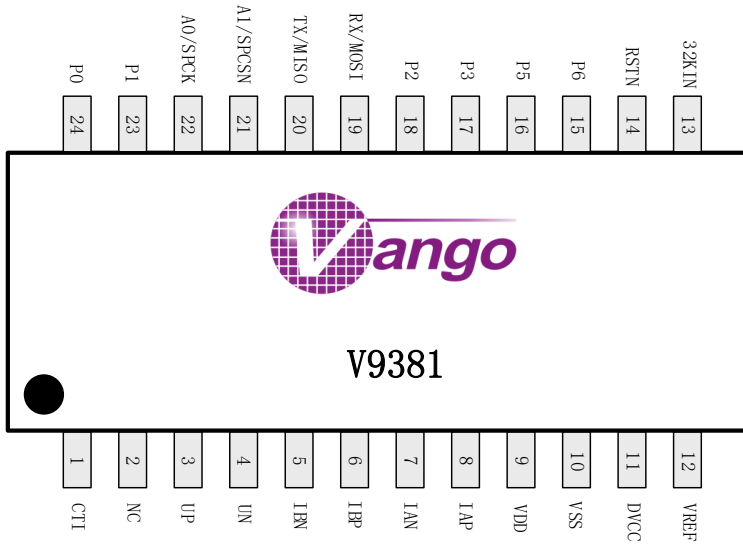 P0
P1
A0/SPCK
A1/SPCSN
TX/MISO
RX/MOSI
P2
P3
P5
P6
RSTN
32KIN
24
23
22
21
20
19
18
17
16
15
14
13
Vango
V9381
1
2
3
4
5
6
7
8
9
10
11
12
CTI
NC
UP
UN
IBN
IBP
IAN
IAP
VDD
VSS
DVCC
VREF